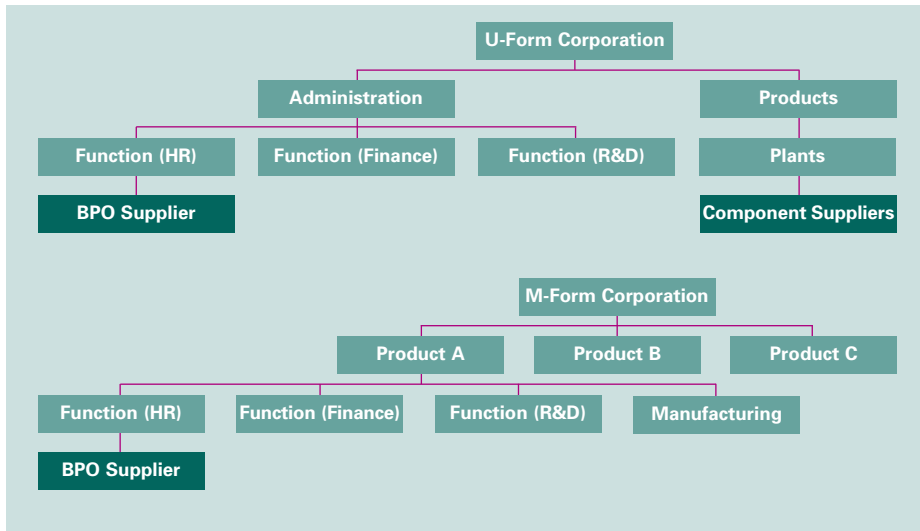 U-Form Corporation
Administration
Products
Function (HR)
Function (Finance)
Function (R&D)
Plants
BPO Supplier
Component Suppliers
M-Form Corporation
Product A
Product B
Product C
Function (HR)
Function (Finance)
Function (R&D)
Manufacturing
BPO Supplier